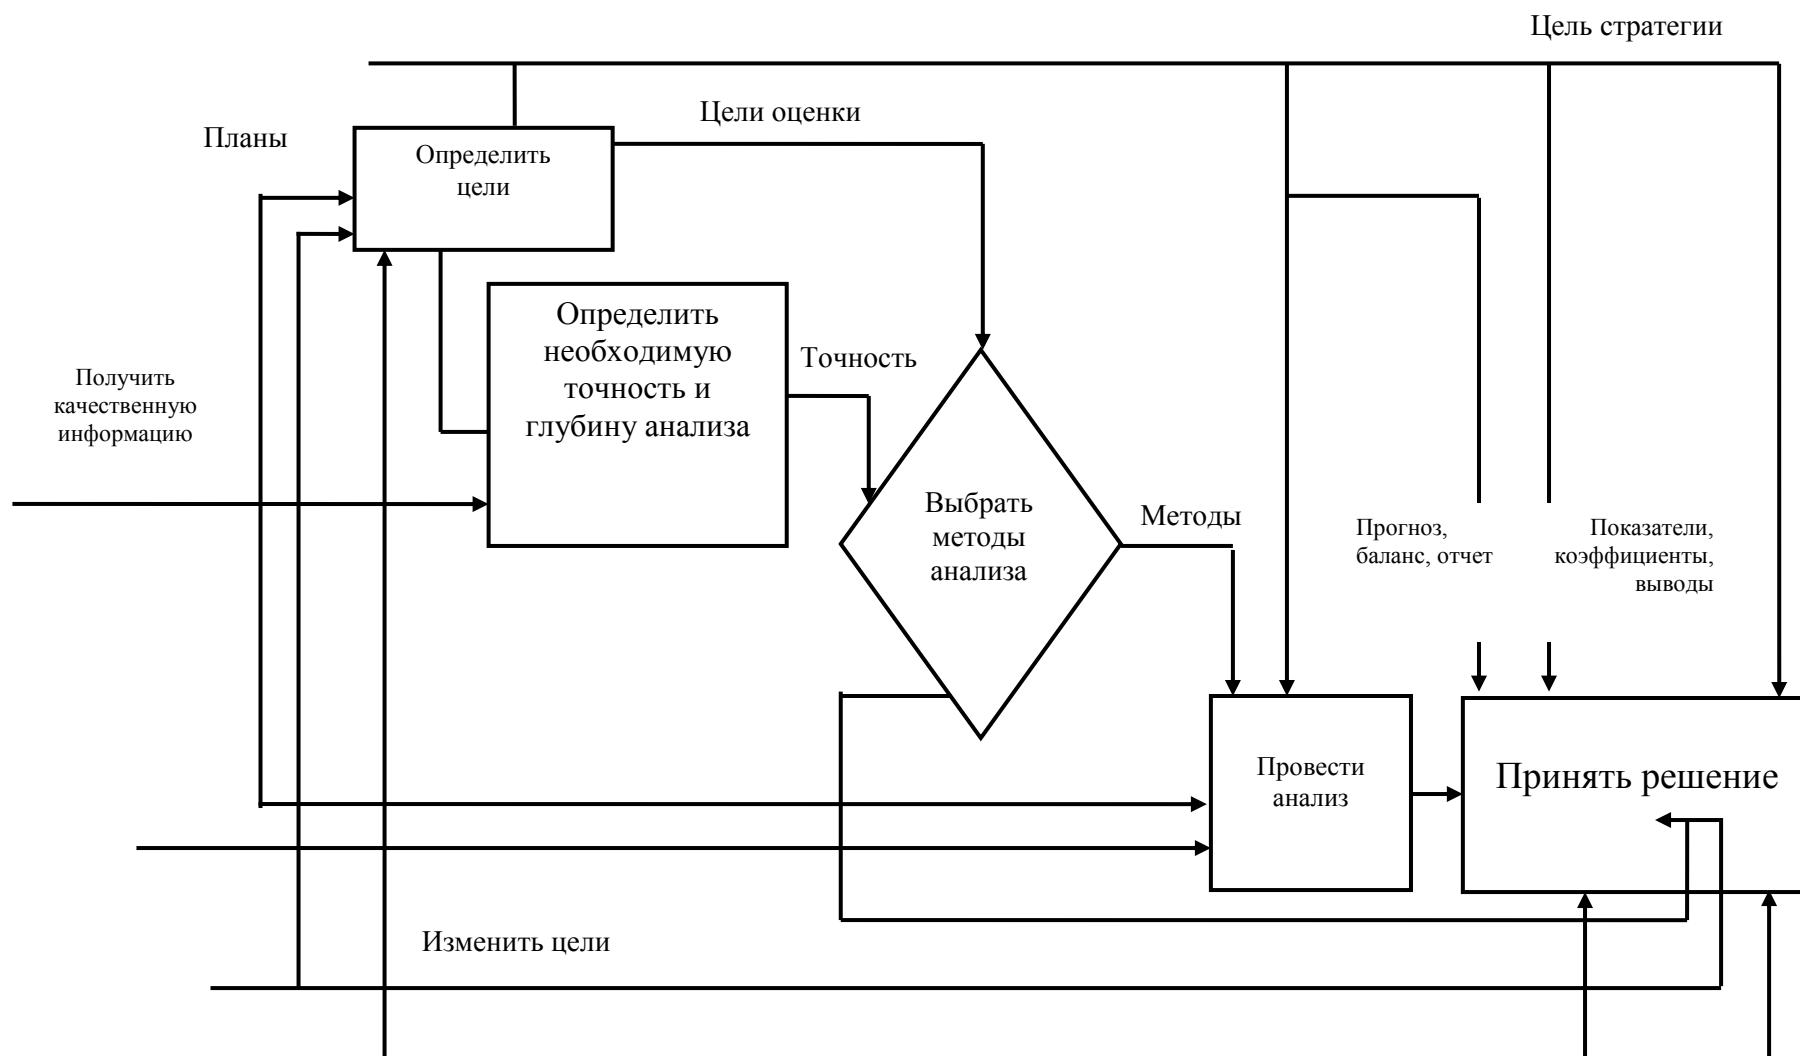 Цель стратегии
Цели оценки
Планы
Определить
цели
Определить
необходимую
точность и
глубину анализа
Точность
Получить
качественную
информацию
Выбрать
методы
анализа
Методы
Прогноз,
баланс, отчет
Показатели,
коэффициенты,
выводы
Провести
анализ
Принять решение
Изменить цели